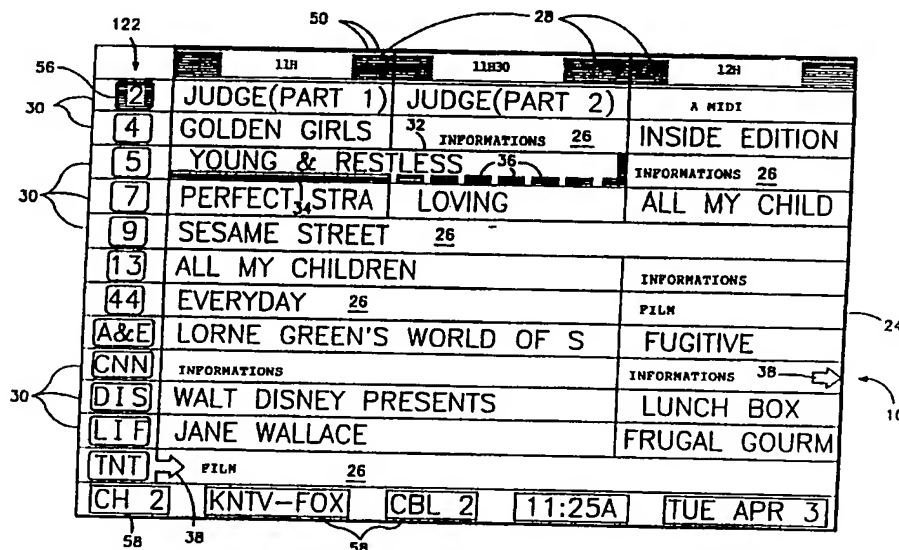 122 50 28
11H 11H30 12H
56 2 JUDGE(PART 1) JUDGE(PART 2) A MIDI
30 4 GOLDEN GIRLS 32 INFORMATIONS 26 INSIDE EDITION
5 YOUNG & RESTLESS 36 INFORMATIONS 26
30 7 PERFECT STRA 34 LOVING ALL MY CHILD
9 SESAME STREET 26
13 ALL MY CHILDREN INFORMATIONS
44 EVERYDAY 26 FILM 24
A&E LORNE GREEN'S WORLD OF S FUGITIVE
CNN INFORMATIONS INFORMATIONS 38 10
30 DIS WALT DISNEY PRESENTS LUNCH BOX
LIF JANE WALLACE FRUGAL GOURM
TNT FILM 26
CH 2 KNTV-FOX CBL 2 11:25A TUE APR 3
58 38 58